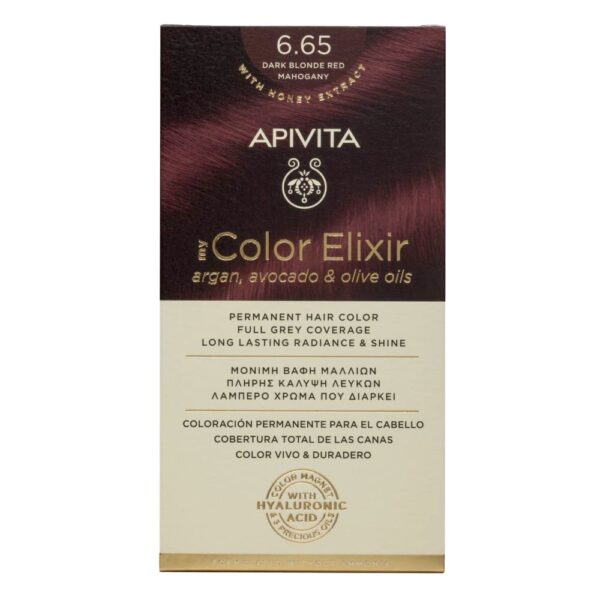 6.65
DARK BLONDE RED
MAHOGANY
WITH HONEY EXTRACT
APIVITA
my Color Elixir
argan, avocado & olive oils
PERMANENT HAIR COLOR
FULL GREY COVERAGE
LONG LASTING RADIANCE & SHINE
ΜΟΝΙΜΗ ΒΑΦΗ ΜΑΛΛΙΩΝ
ΠΛΗΡΗΣ ΚΑΛΥΨΗ ΛΕΥΚΩΝ
ΛΑΜΠΕΡΟ ΧΡΩΜΑ ΠΟΥ ΔΙΑΡΚΕΙ
COLORACIÓN PERMANENTE PARA EL CABELLO
COBERTURA TOTAL DE LAS CANAS
COLOR VIVO & DURADERO
COLOR MAGNET
WITH
HYALURONIC
ACID
& 3 PRECIOUS OILS